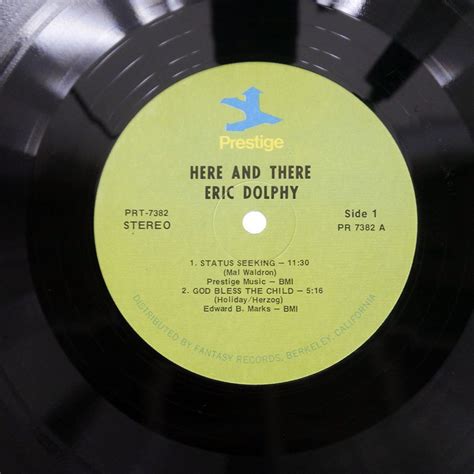 Prestige
HERE AND THERE
ERIC DOLPHY
PRT-7382
STEREO
Side 1
PR 7382 A
1. STATUS SEEKING — 11:30
(Mal Waldron)
Prestige Music — BMI
2. GOD BLESS THE CHILD — 5:16
(Holiday/Herzog)
Edward B. Marks — BMI
DISTRIBUTED BY FANTASY RECORDS, BERKELEY, CALIFORNIA